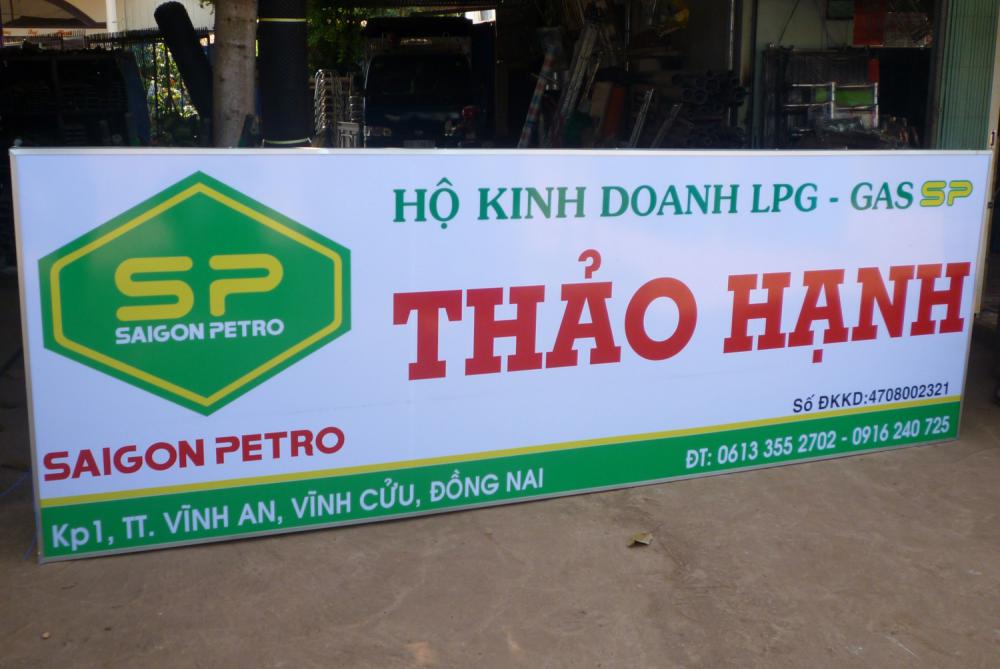 SP
SAIGON PETRO
SAIGON PETRO
HỘ KINH DOANH LPG - GAS SP
THẢO HẠNH
Số ĐKKD:4708002321
ĐT: 0613 355 2702 - 0916 240 725
Kp1, TT. VĨNH AN, VĨNH CỬU, ĐỒNG NAI